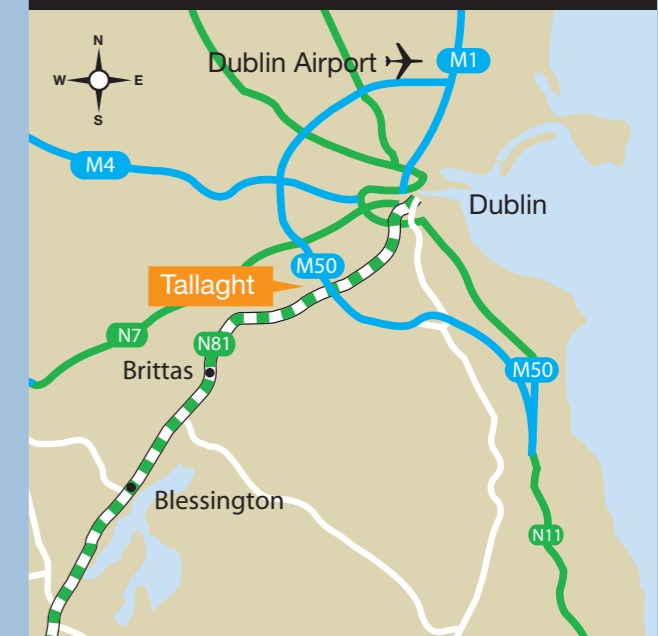 N
W E
S
Dublin Airport
M1
M4
Dublin
M50
Tallaght
N7
N81
Brittas
M50
Blessington
N11